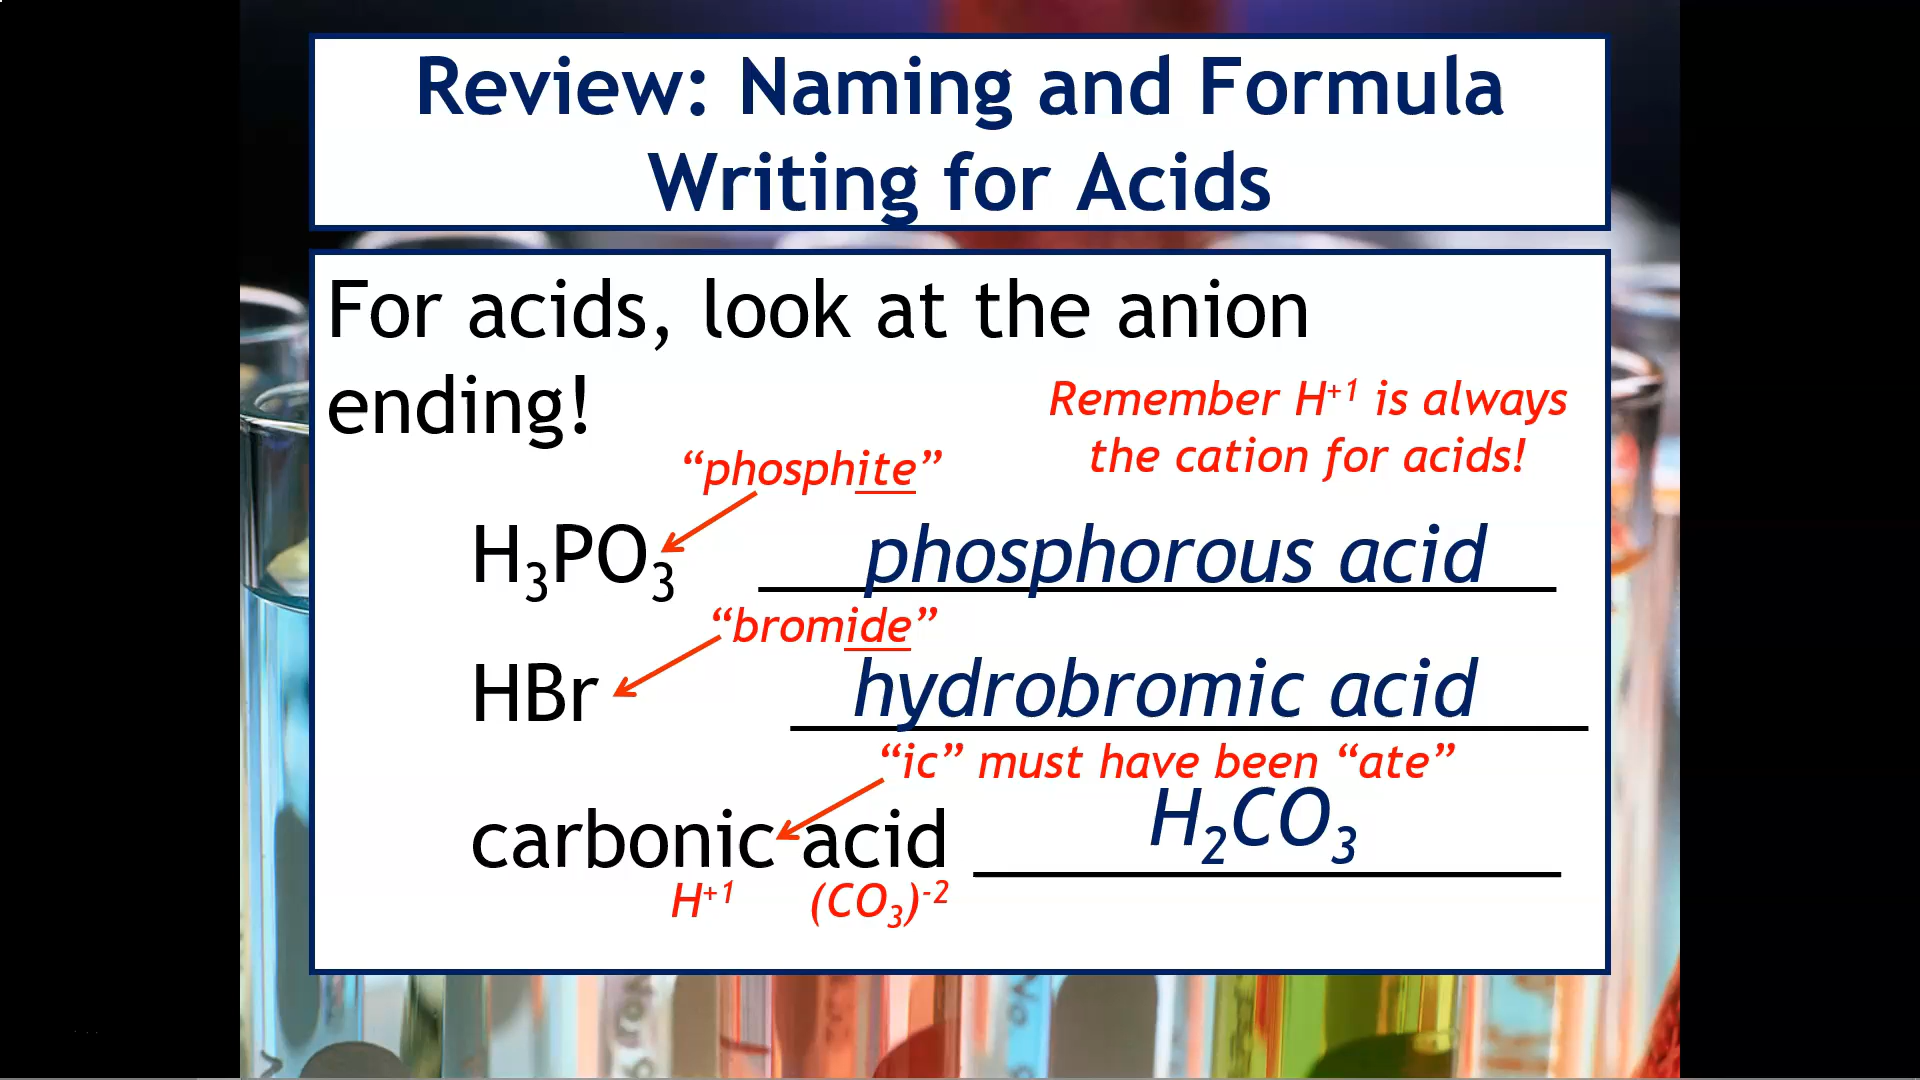 Review: Naming and Formula
Writing for Acids
For acids, look at the anion
ending!
Remember H⁺¹ is always
the cation for acids!
“phosphite”
H₃PO₃ phosphorous acid
“bromide”
HBr hydrobromic acid
“ic” must have been “ate”
carbonic acid H₂CO₃
H⁺¹ (CO₃)⁻²